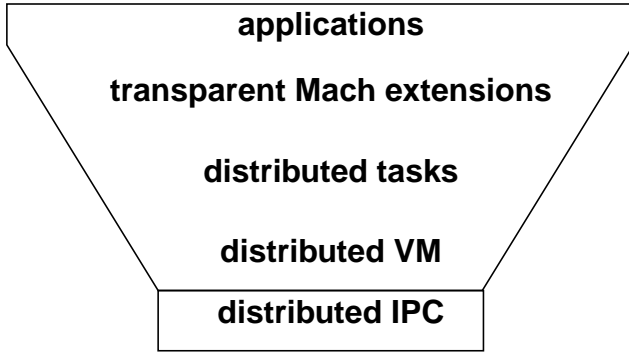 applications
transparent Mach extensions
distributed tasks
distributed VM
distributed IPC